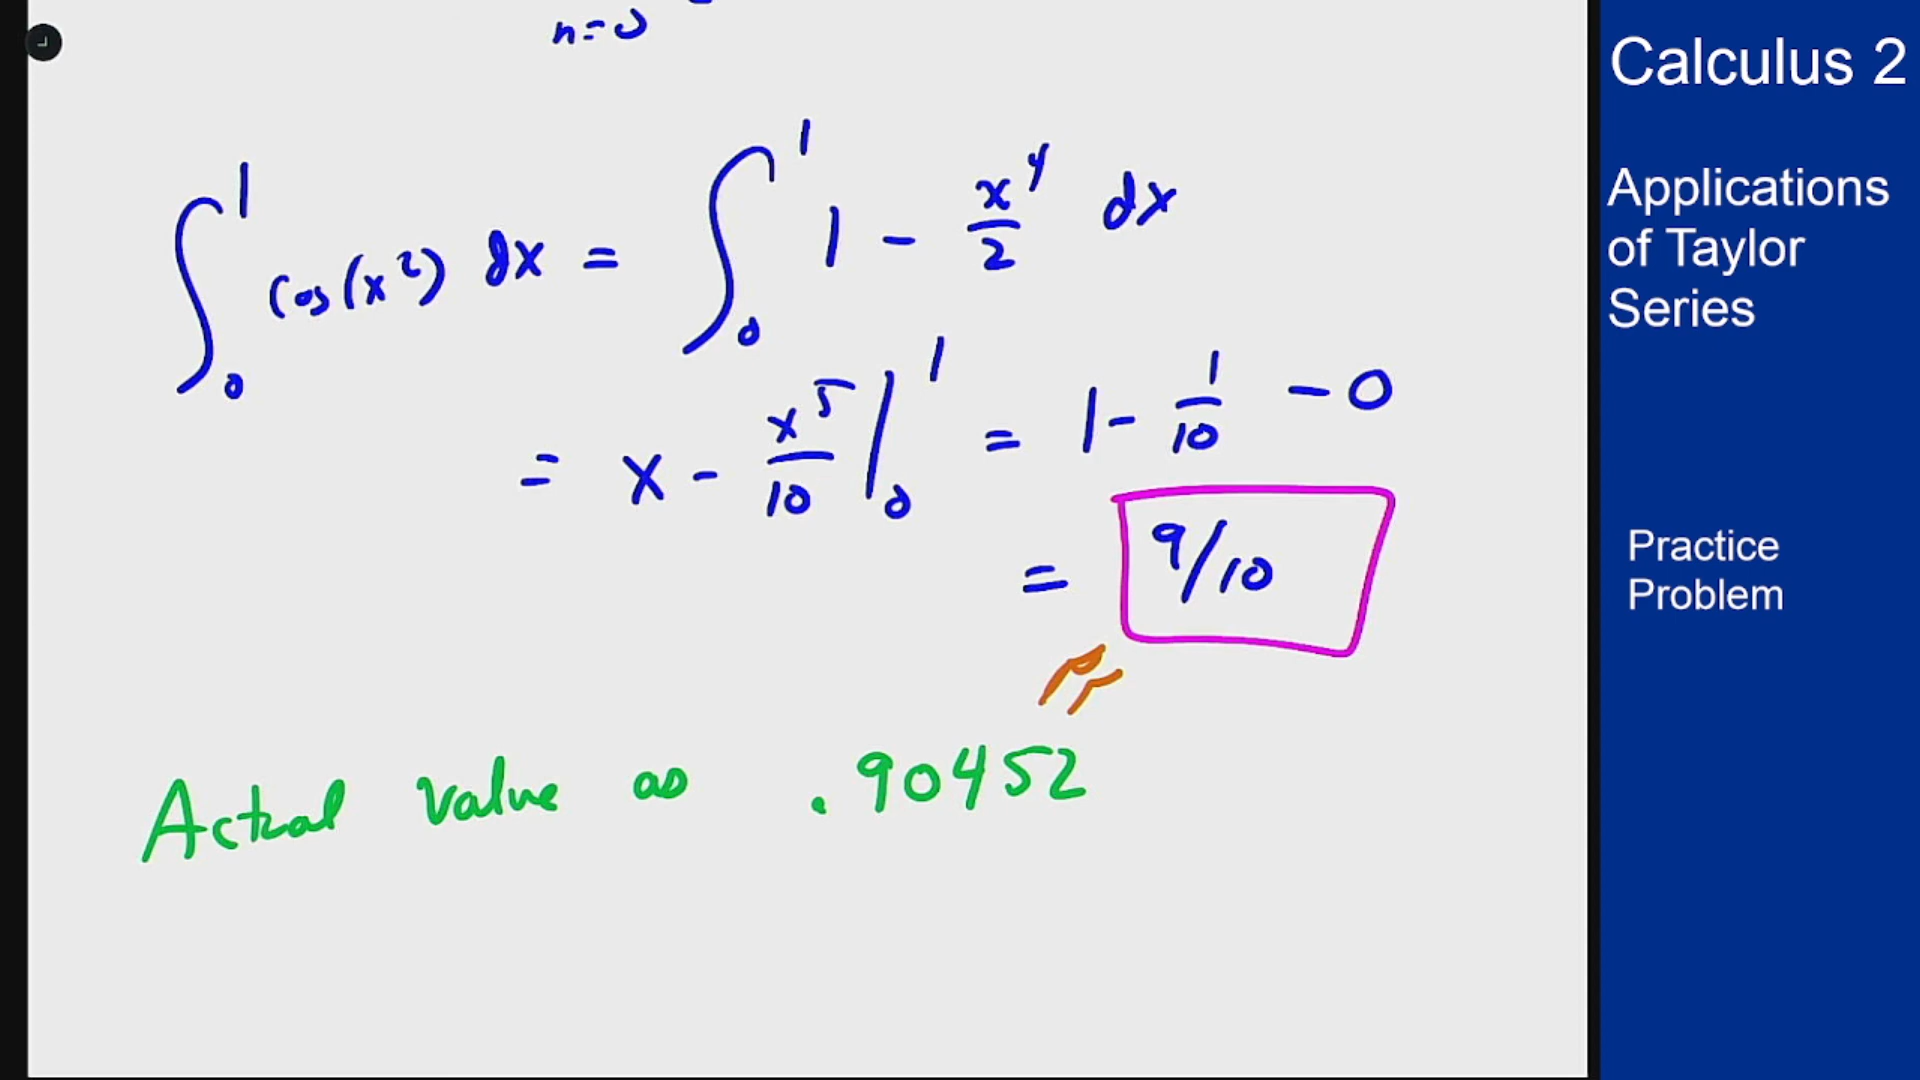 n=0
∫₀¹ cos(x²) dx = ∫₀¹ 1 - x⁴/2 dx
= x - x⁵/10 |₀¹ = 1 - 1/10 - 0
= 9/10
Actual value as .90452
Calculus 2
Applications
of Taylor
Series
Practice
Problem